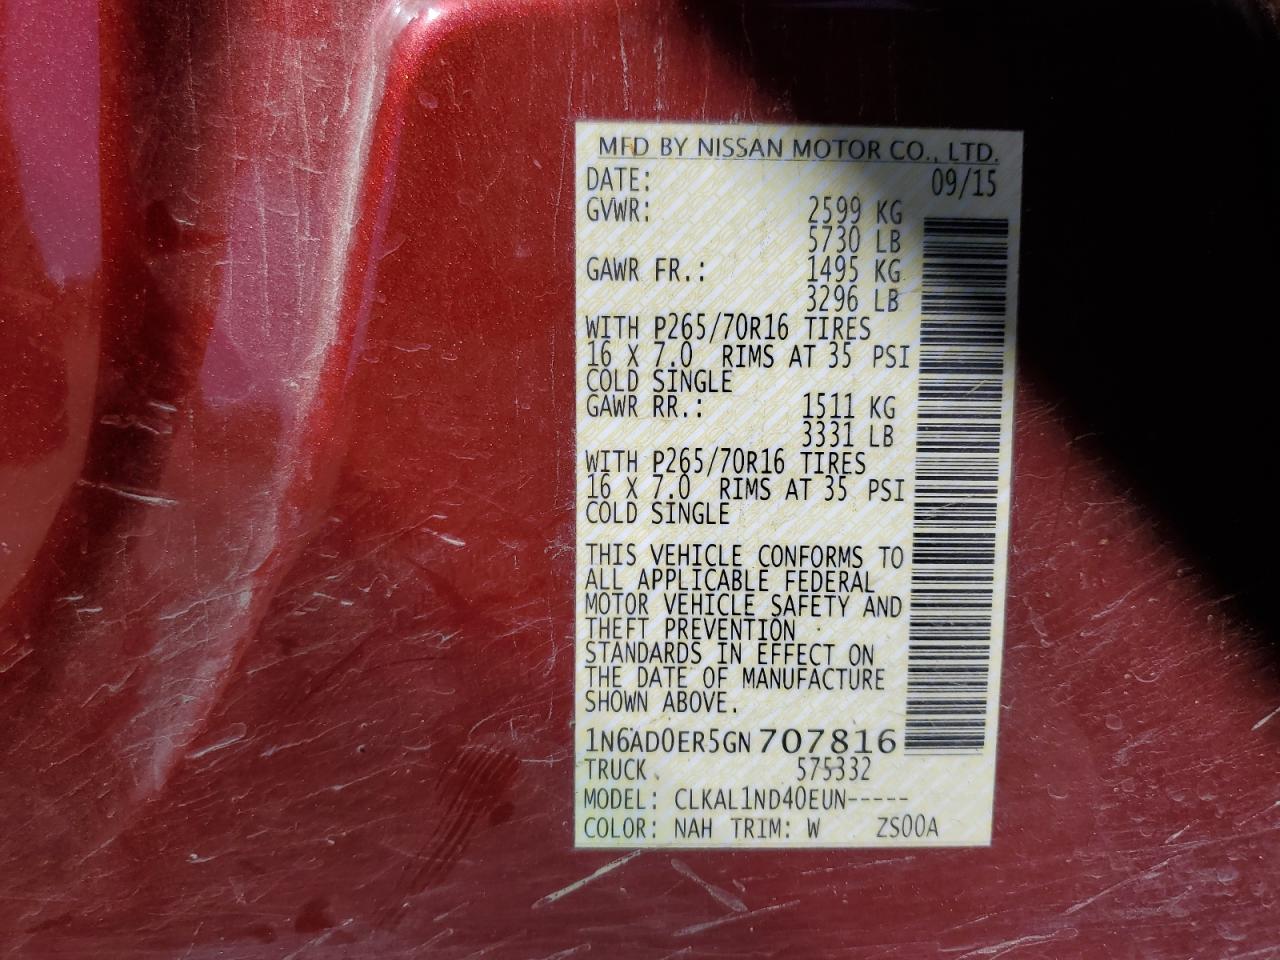 MFD BY NISSAN MOTOR CO., LTD.
DATE: 09/15
GVWR: 2599 KG
5730 LB
GAWR FR.: 1495 KG
3296 LB
WITH P265/70R16 TIRES
16 X 7.0 RIMS AT 35 PSI
COLD SINGLE
GAWR RR.: 1511 KG
3331 LB
WITH P265/70R16 TIRES
16 X 7.0 RIMS AT 35 PSI
COLD SINGLE
THIS VEHICLE CONFORMS TO
ALL APPLICABLE FEDERAL
MOTOR VEHICLE SAFETY AND
THEFT PREVENTION
STANDARDS IN EFFECT ON
THE DATE OF MANUFACTURE
SHOWN ABOVE.
1N6AD0ER5GN707816
TRUCK 575332
MODEL: CLKAL1ND40EUN-----
COLOR: NAH TRIM: W ZS00A